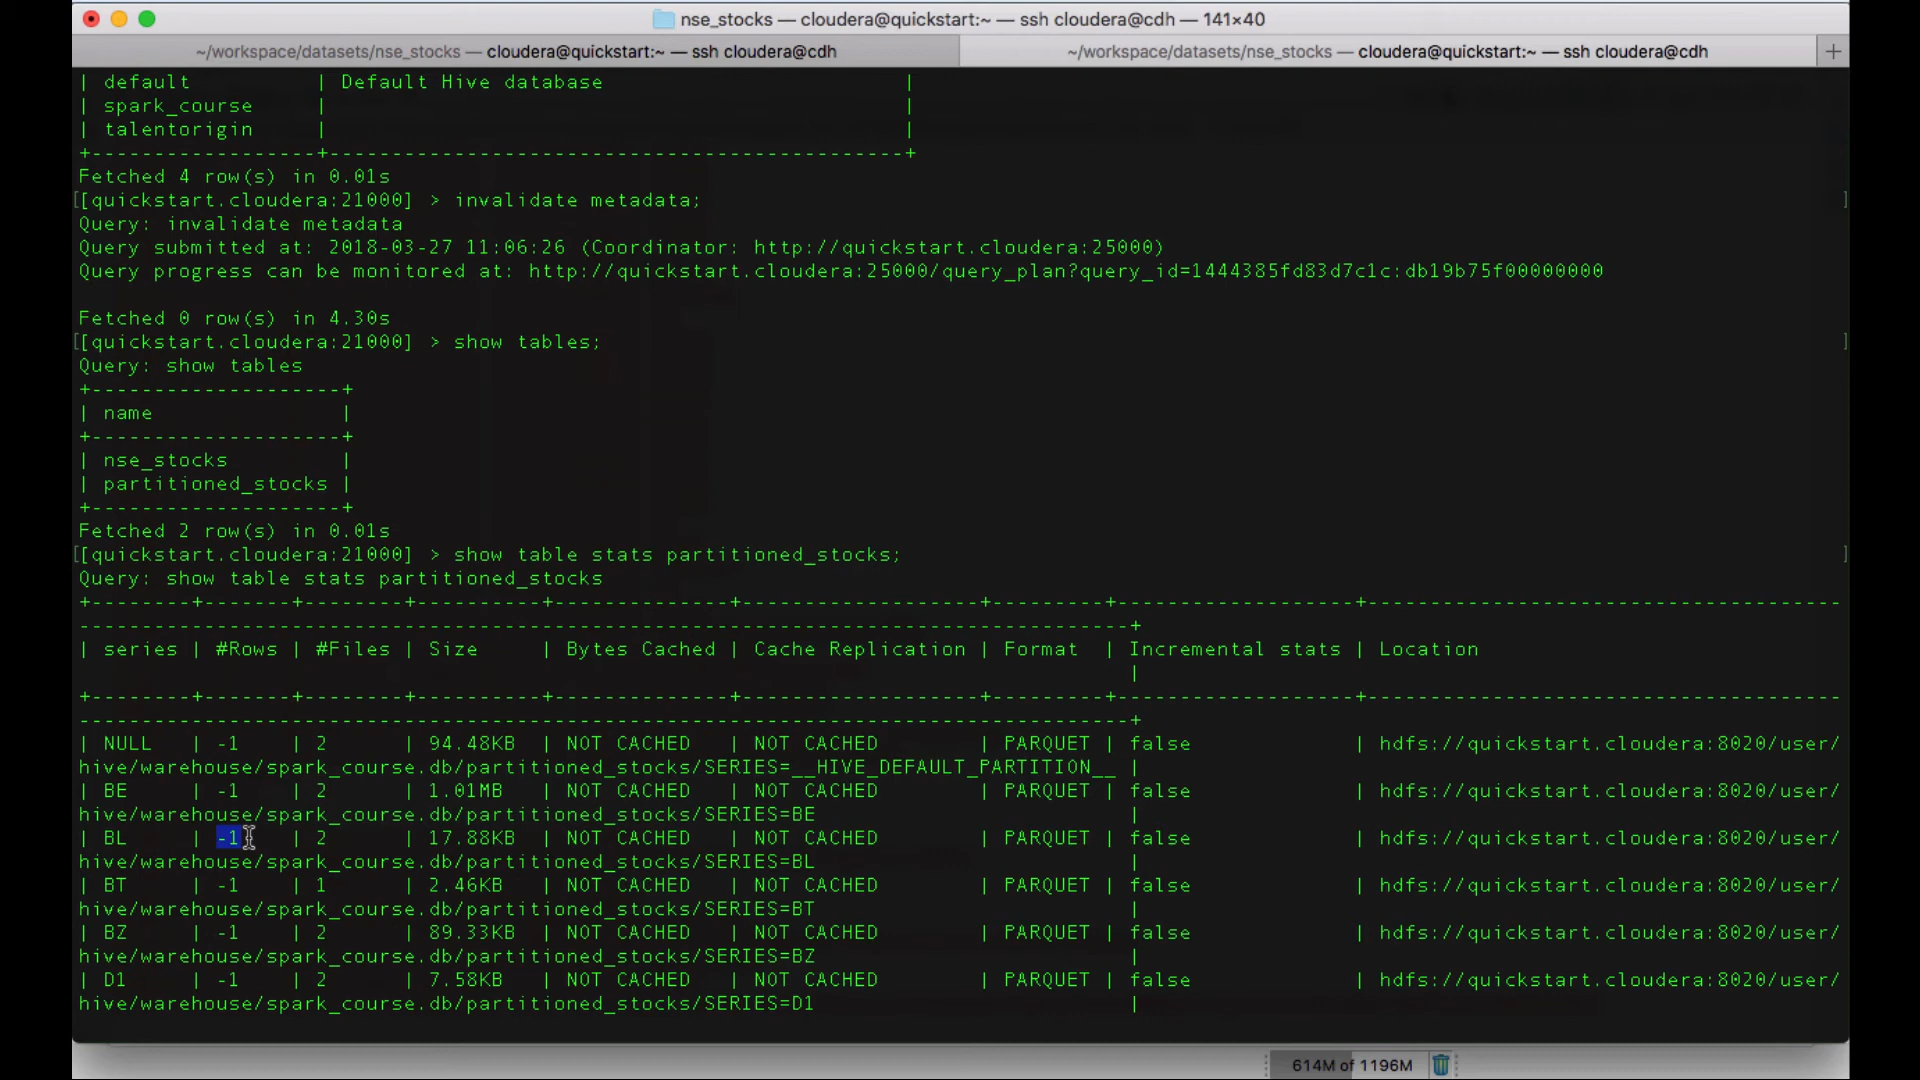 nse_stocks — cloudera@quickstart:~ — ssh cloudera@cdh — 141×40
~/workspace/datasets/nse_stocks — cloudera@quickstart:~ — ssh cloudera@cdh
~/workspace/datasets/nse_stocks — cloudera@quickstart:~ — ssh cloudera@cdh +
| default | Default Hive database |
| spark_course | |
| talentorigin | |
+------------------+-----------------------------------------------+
Fetched 4 row(s) in 0.01s
[[quickstart.cloudera:21000] > invalidate metadata; ]
Query: invalidate metadata
Query submitted at: 2018-03-27 11:06:26 (Coordinator: http://quickstart.cloudera:25000)
Query progress can be monitored at: http://quickstart.cloudera:25000/query_plan?query_id=1444385fd83d7c1c:db19b75f00000000
Fetched 0 row(s) in 4.30s
[[quickstart.cloudera:21000] > show tables; ]
Query: show tables
+--------------------+
| name |
+--------------------+
| nse_stocks |
| partitioned_stocks |
+--------------------+
Fetched 2 row(s) in 0.01s
[[quickstart.cloudera:21000] > show table stats partitioned_stocks; ]
Query: show table stats partitioned_stocks
+--------+-------+--------+----------+--------------+-------------------+---------+-------------------+--------------------------------------
------------------------------------------------------------------------------------+
| series | #Rows | #Files | Size | Bytes Cached | Cache Replication | Format | Incremental stats | Location
|
+--------+-------+--------+----------+--------------+-------------------+---------+-------------------+--------------------------------------
------------------------------------------------------------------------------------+
| NULL | -1 | 2 | 94.48KB | NOT CACHED | NOT CACHED | PARQUET | false | hdfs://quickstart.cloudera:8020/user/
hive/warehouse/spark_course.db/partitioned_stocks/SERIES=__HIVE_DEFAULT_PARTITION__ |
| BE | -1 | 2 | 1.01MB | NOT CACHED | NOT CACHED | PARQUET | false | hdfs://quickstart.cloudera:8020/user/
hive/warehouse/spark_course.db/partitioned_stocks/SERIES=BE |
| BL | -1 | 2 | 17.88KB | NOT CACHED | NOT CACHED | PARQUET | false | hdfs://quickstart.cloudera:8020/user/
hive/warehouse/spark_course.db/partitioned_stocks/SERIES=BL |
| BT | -1 | 1 | 2.46KB | NOT CACHED | NOT CACHED | PARQUET | false | hdfs://quickstart.cloudera:8020/user/
hive/warehouse/spark_course.db/partitioned_stocks/SERIES=BT |
| BZ | -1 | 2 | 89.33KB | NOT CACHED | NOT CACHED | PARQUET | false | hdfs://quickstart.cloudera:8020/user/
hive/warehouse/spark_course.db/partitioned_stocks/SERIES=BZ |
| D1 | -1 | 2 | 7.58KB | NOT CACHED | NOT CACHED | PARQUET | false | hdfs://quickstart.cloudera:8020/user/
hive/warehouse/spark_course.db/partitioned_stocks/SERIES=D1 |
614M of 1196M